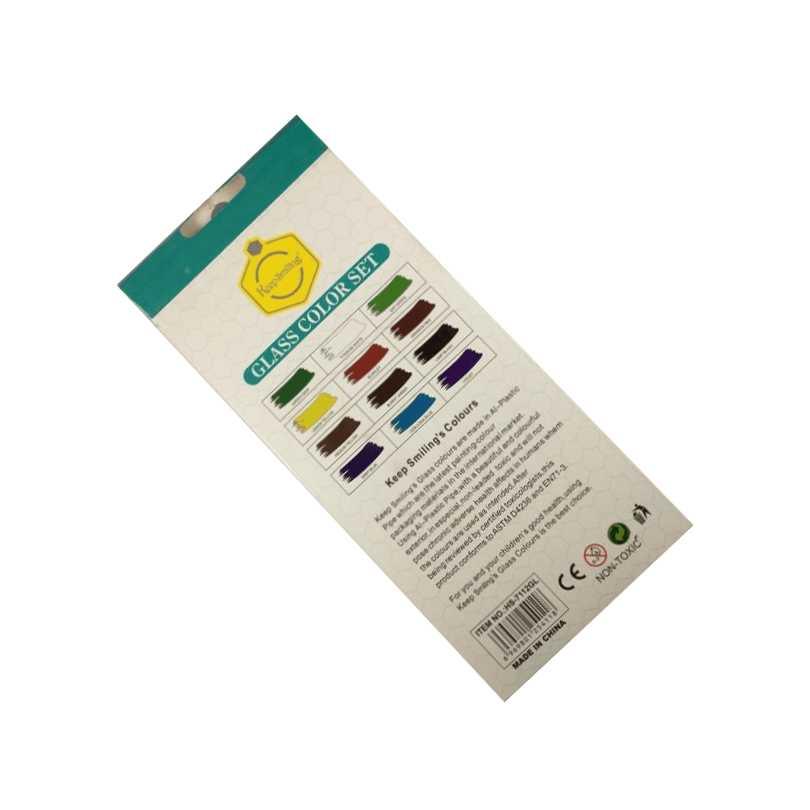 Keep Smiling
GLASS COLOR SET
Keep Smiling's Colours
Keep Smiling's Glass colours are made in Al-Plastic
Pipe which are the latest painting-colour
packaging materials in the international market.
Using Al-Plastic Pipe, with a beautiful and colourful
exterior, in especial, non-leaded toxic and will not
pose chronic adverse health affects in humans whem
the colours are used as intended. After
being reviewed by certified toxicologists, this
product conforms to ASTM D4236 and EN71-3.
For you and your children's good health, using
Keep Smiling's Glass Colours is the best choice.
CE
NON-TOXIC
ITEM NO.:HS-7112GL
MADE IN CHINA